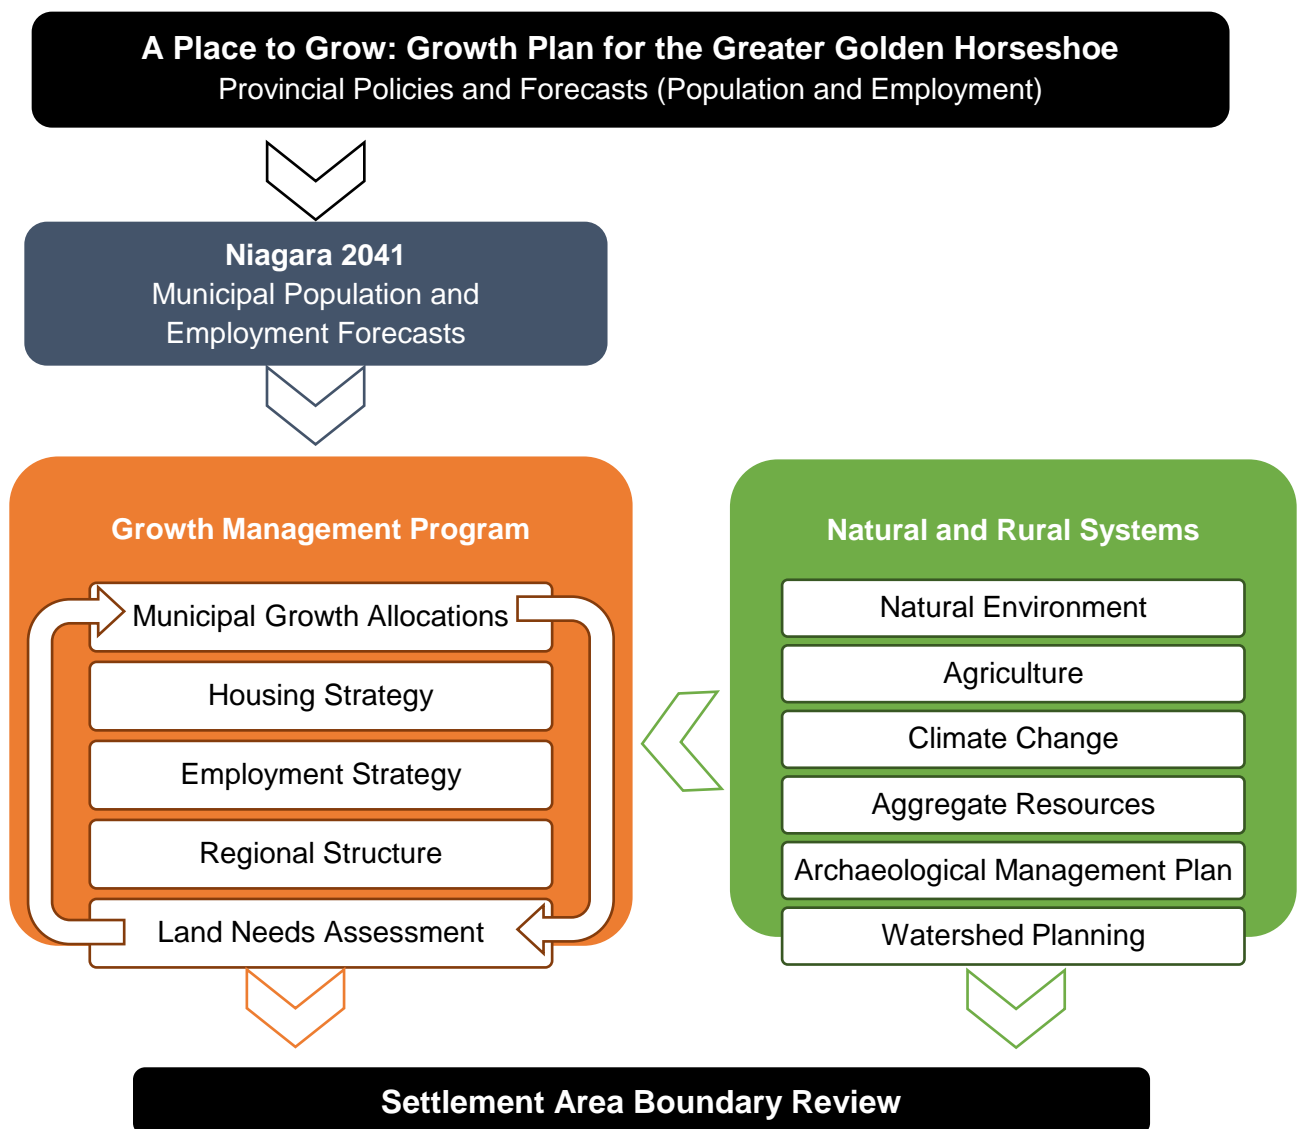 A Place to Grow: Growth Plan for the Greater Golden Horseshoe
Provincial Policies and Forecasts (Population and Employment)
Niagara 2041
Municipal Population and
Employment Forecasts
Growth Management Program
Municipal Growth Allocations
Housing Strategy
Employment Strategy
Regional Structure
Land Needs Assessment
Natural and Rural Systems
Natural Environment
Agriculture
Climate Change
Aggregate Resources
Archaeological Management Plan
Watershed Planning
Settlement Area Boundary Review